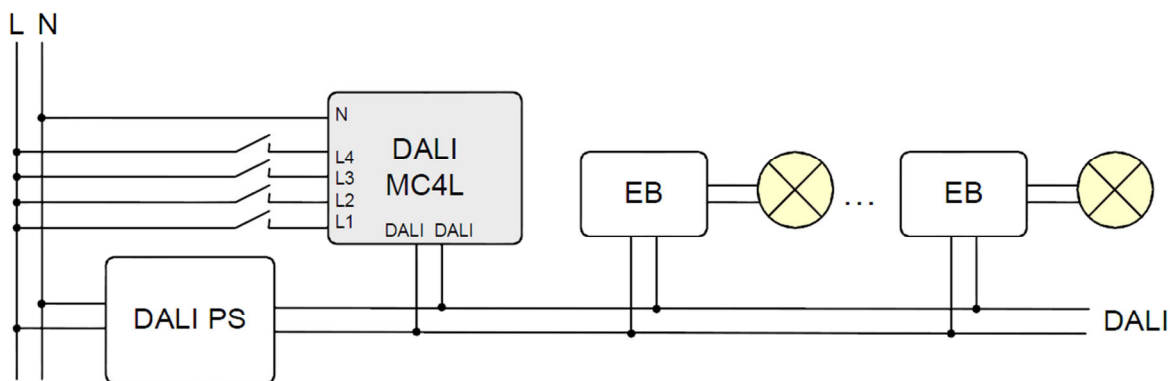 L N
N
L4
L3
L2
L1
DALI
MC4L
DALI DALI
EB
...
EB
DALI PS
DALI